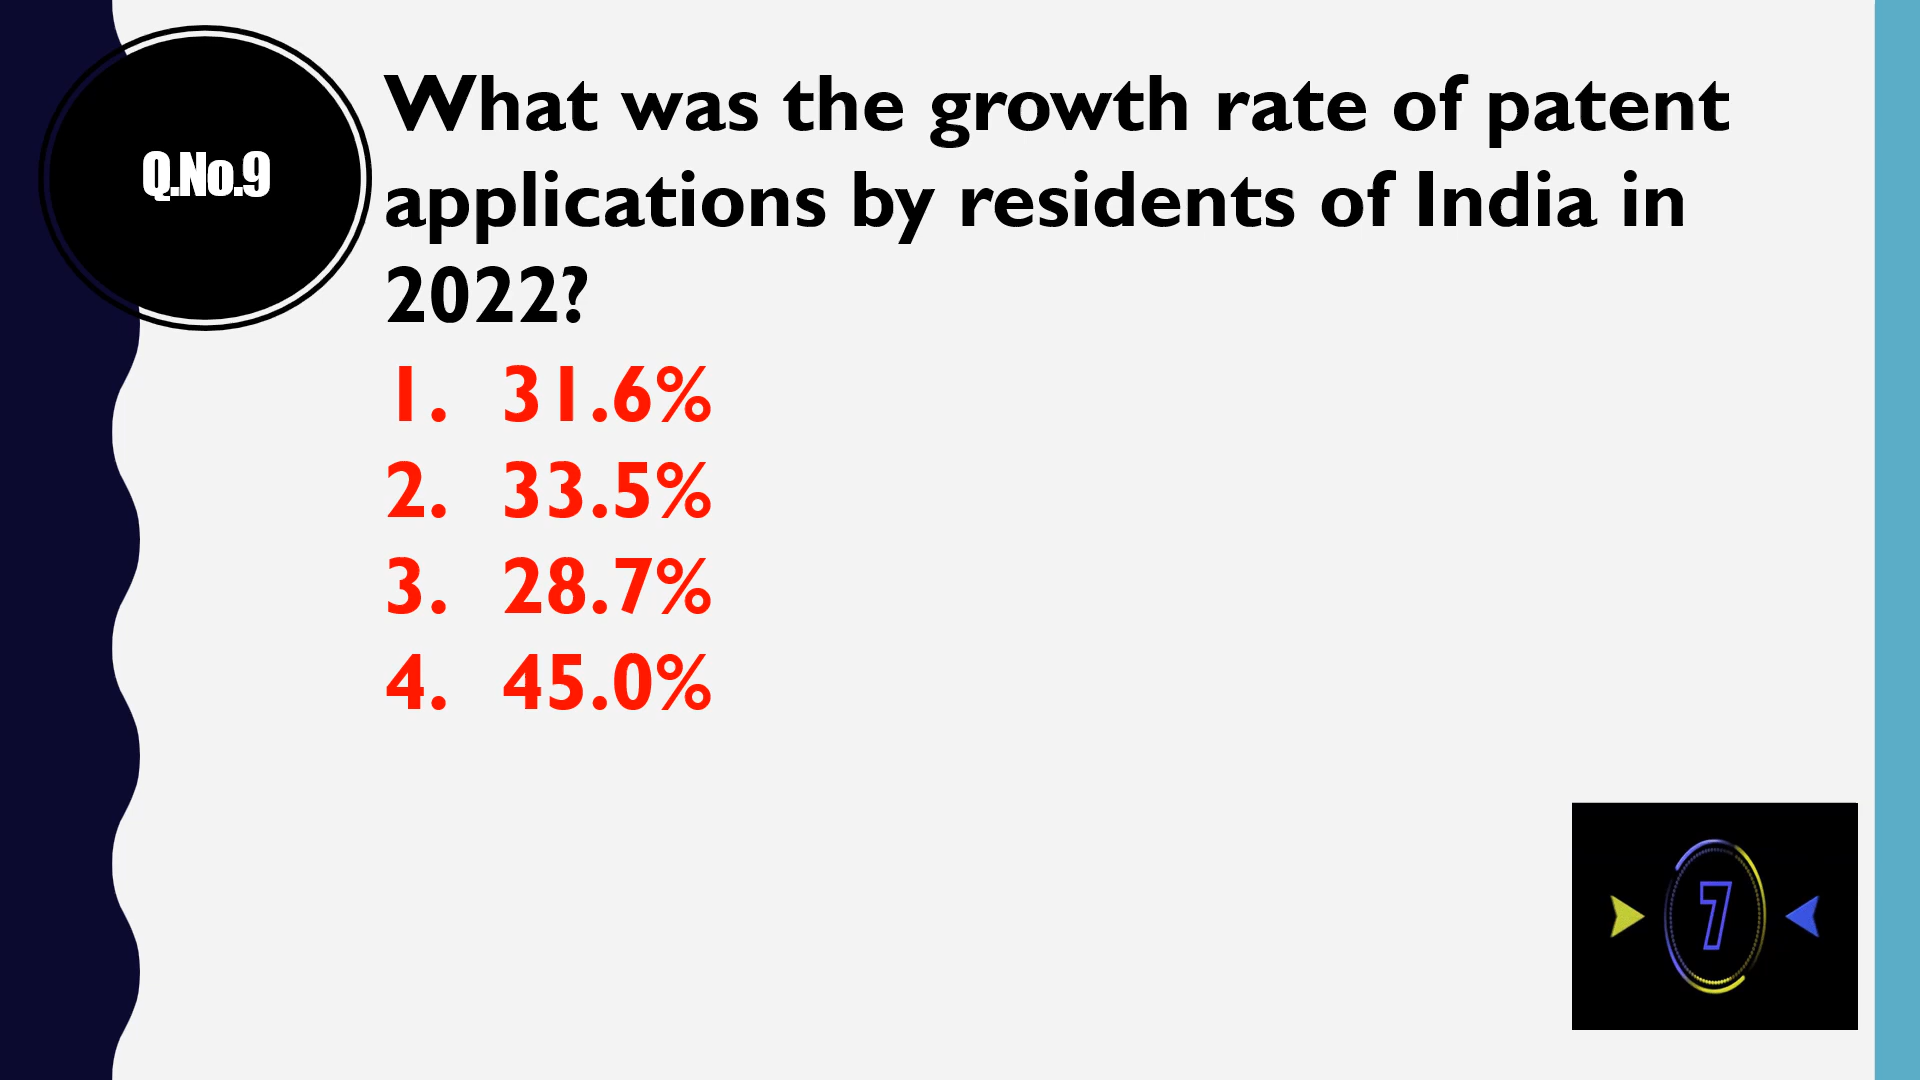 Q.No.9
What was the growth rate of patent
applications by residents of India in
2022?
1. 31.6%
2. 33.5%
3. 28.7%
4. 45.0%
7